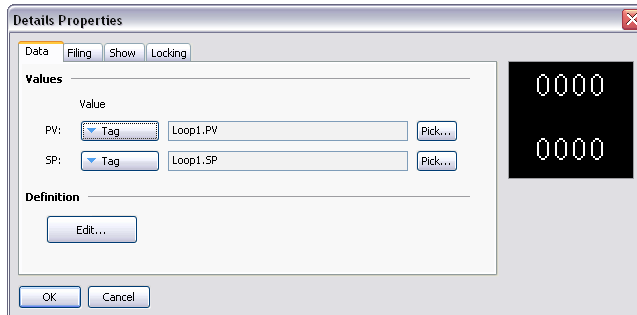 Details Properties
Data Filing Show Locking
Values
Value
PV: Tag Loop1.PV Pick...
SP: Tag Loop1.SP Pick...
Definition
Edit...
OK Cancel
0000
0000